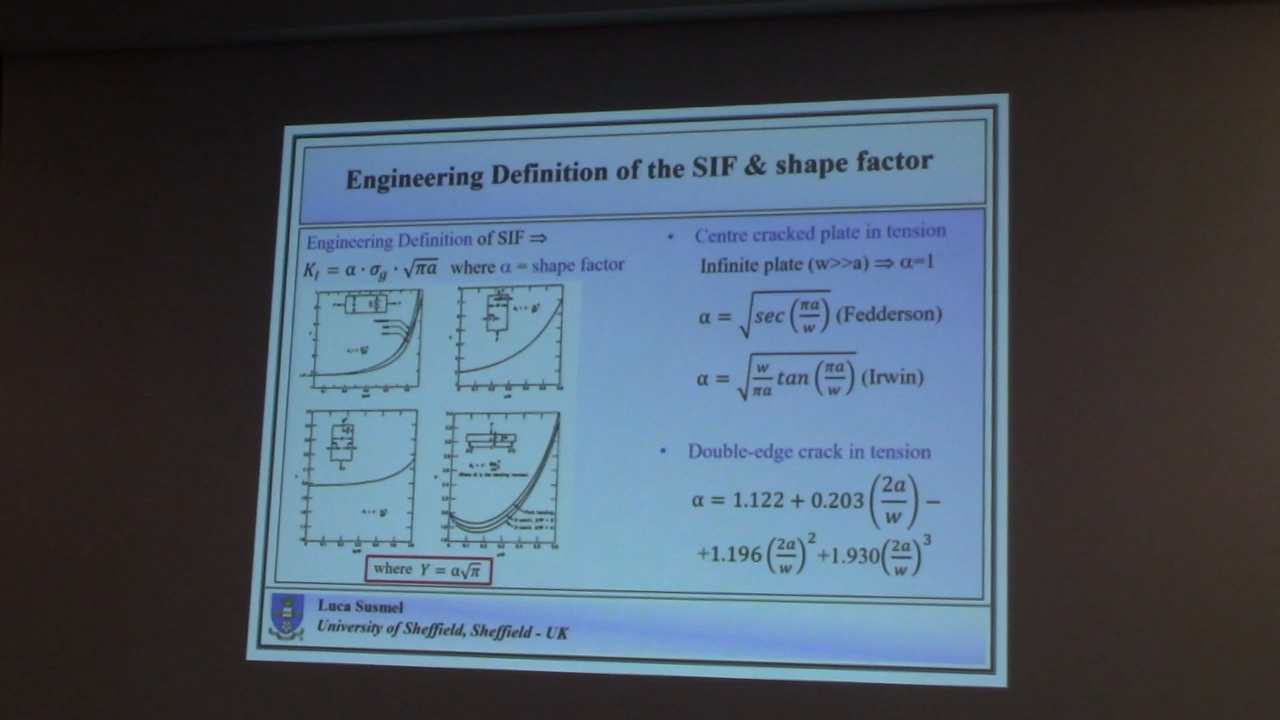 Engineering Definition of the SIF & shape factor
Engineering Definition of SIF ⇒
K_I = α · σ_g · √(πa) where α = shape factor
where Y = α√π
• Centre cracked plate in tension
Infinite plate (w>>a) ⇒ α=1
α = √(sec(πa/w)) (Fedderson)
α = √(w/πa tan(πa/w)) (Irwin)
• Double-edge crack in tension
α = 1.122 + 0.203 (2a/w) −
+1.196 (2a/w)² +1.930(2a/w)³
Luca Susmel
University of Sheffield, Sheffield - UK